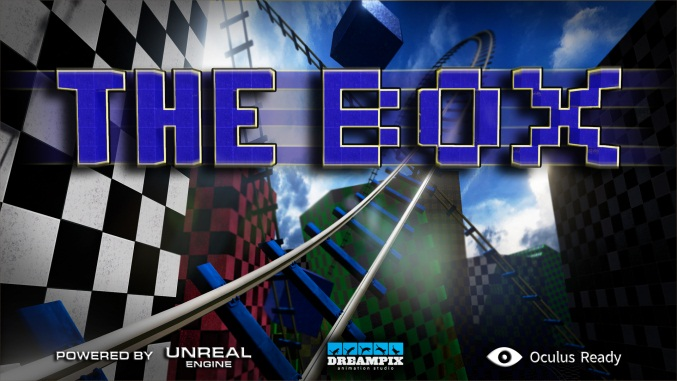 THE BOX
POWERED BY UNREAL
ENGINE
DREAMPIX
animation studio
Oculus Ready